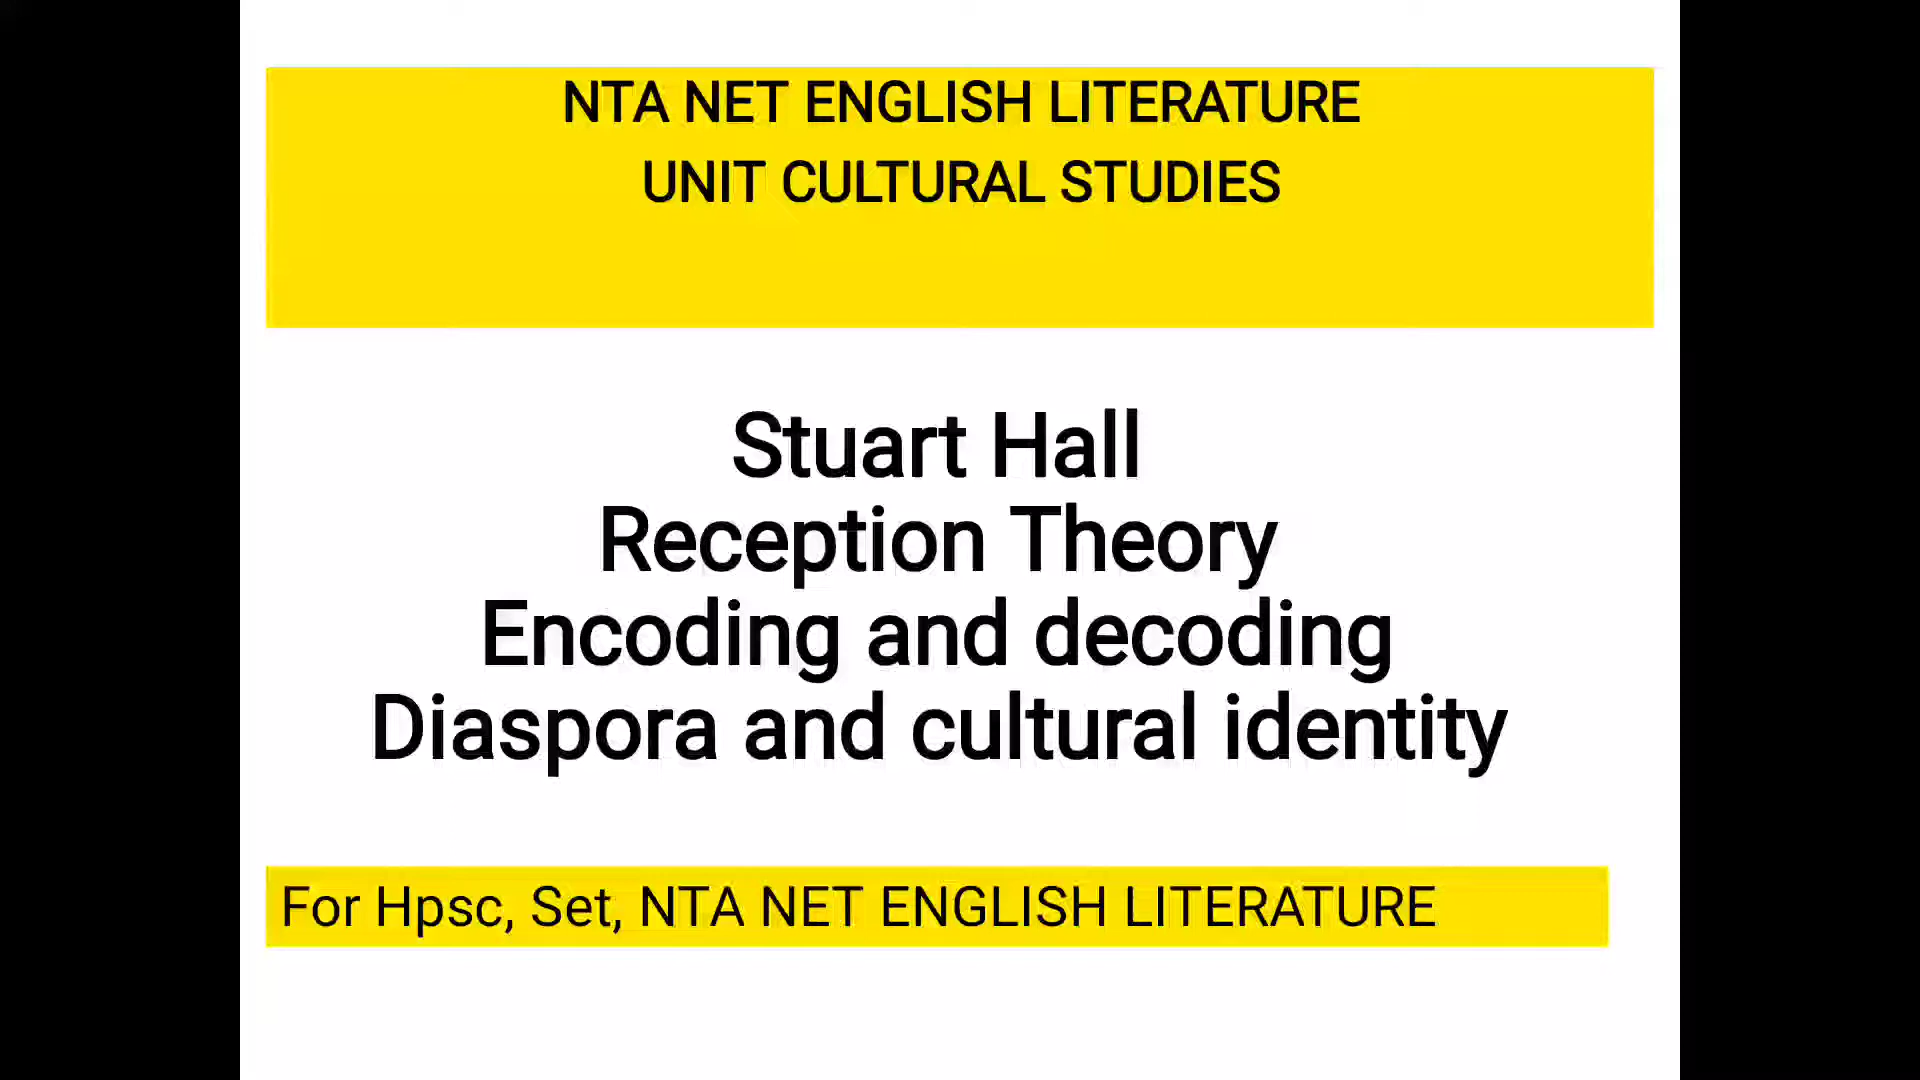 NTA NET ENGLISH LITERATURE
UNIT CULTURAL STUDIES
Stuart Hall
Reception Theory
Encoding and decoding
Diaspora and cultural identity
For Hpsc, Set, NTA NET ENGLISH LITERATURE